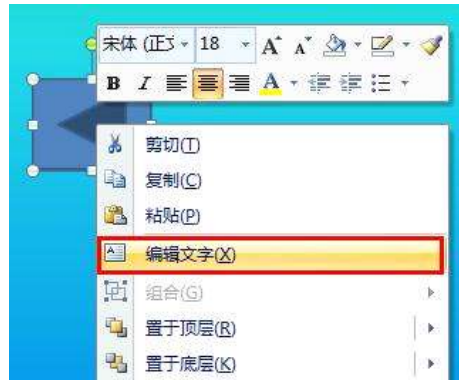 宋体 (正文 18 A A
B I A
剪切(T)
复制(C)
粘贴(P)
编辑文字(X)
组合(G)
置于顶层(R)
置于底层(K)